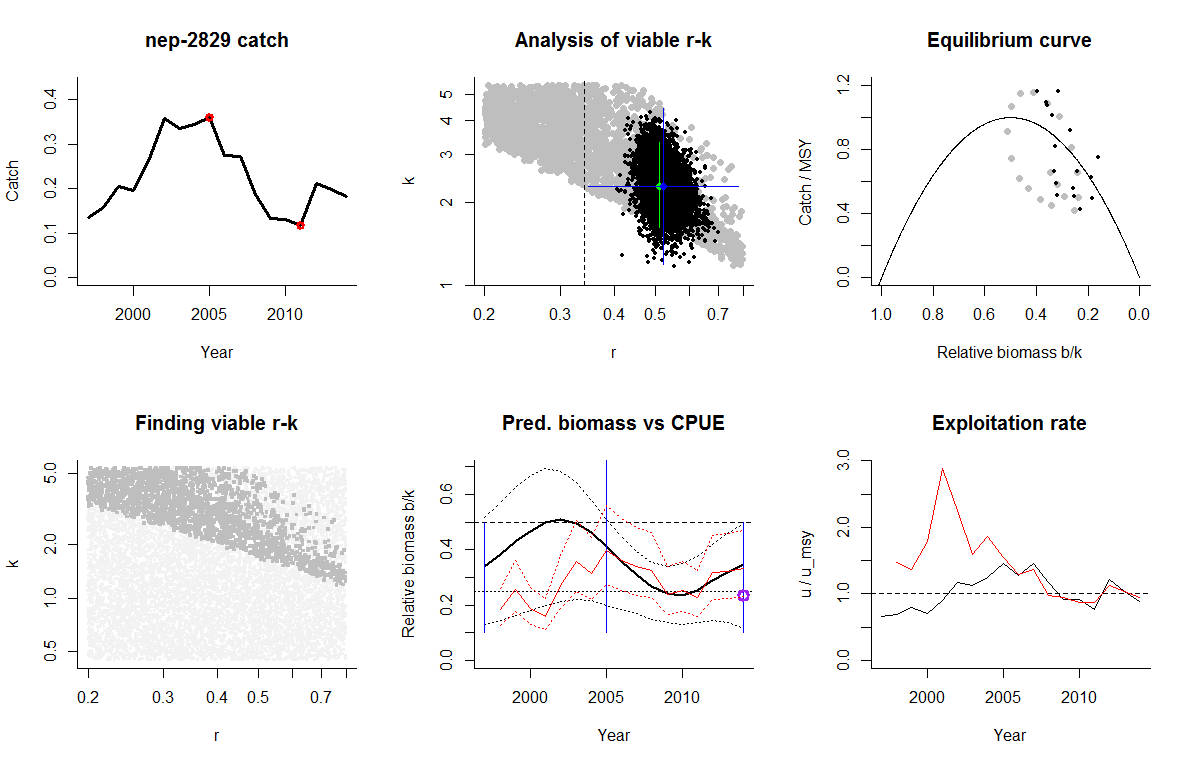 nep-2829 catch
Catch
0.0 0.1 0.2 0.3 0.4
2000 2005 2010
Year
Analysis of viable r-k
k
1 2 3 4 5
0.2 0.3 0.4 0.5 0.7
r
Equilibrium curve
Catch / MSY
0.0 0.4 0.8 1.2
1.0 0.8 0.6 0.4 0.2 0.0
Relative biomass b/k
Finding viable r-k
k
0.5 1.0 2.0 5.0
0.2 0.3 0.4 0.5 0.7
r
Pred. biomass vs CPUE
Relative biomass b/k
0.0 0.2 0.4 0.6
2000 2005 2010
Year
Exploitation rate
u / u_msy
0.0 1.0 2.0 3.0
2000 2005 2010
Year